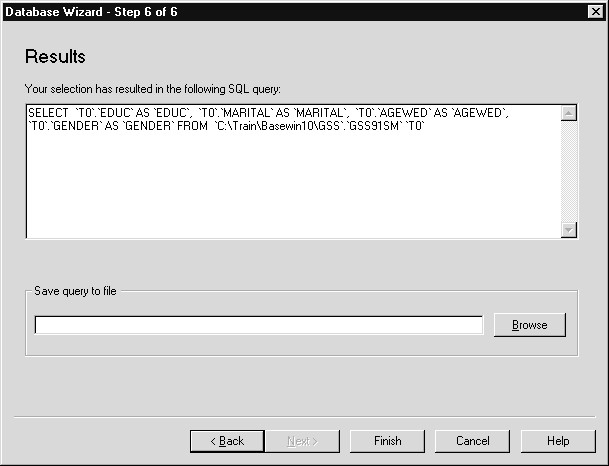 Database Wizard - Step 6 of 6
Results
Your selection has resulted in the following SQL query:
SELECT `T0`.`EDUC` AS `EDUC`, `T0`.`MARITAL` AS `MARITAL`, `T0`.`AGEWED` AS `AGEWED`,
`T0`.`GENDER` AS `GENDER` FROM `C:\Train\Basewin10\GSS`.`GSS91SM` `T0`
Save query to file
Browse
< Back Next > Finish Cancel Help